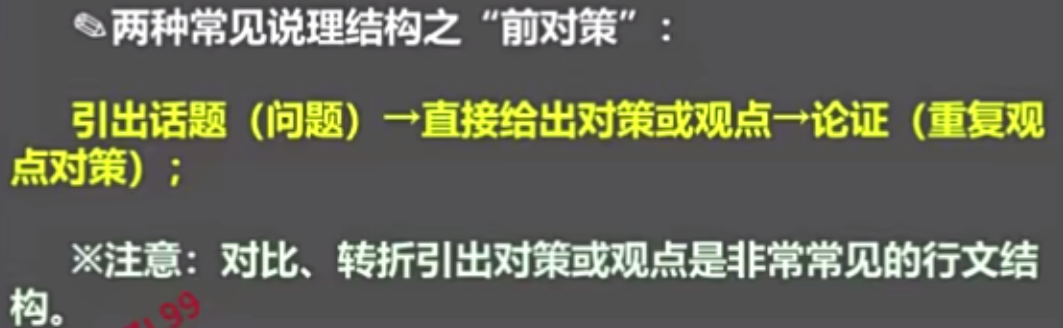 ✎两种常见说理结构之“前对策”：
引出话题（问题）→直接给出对策或观点→论证（重复观
点对策）；
※注意：对比、转折引出对策或观点是非常常见的行文结
构。
99